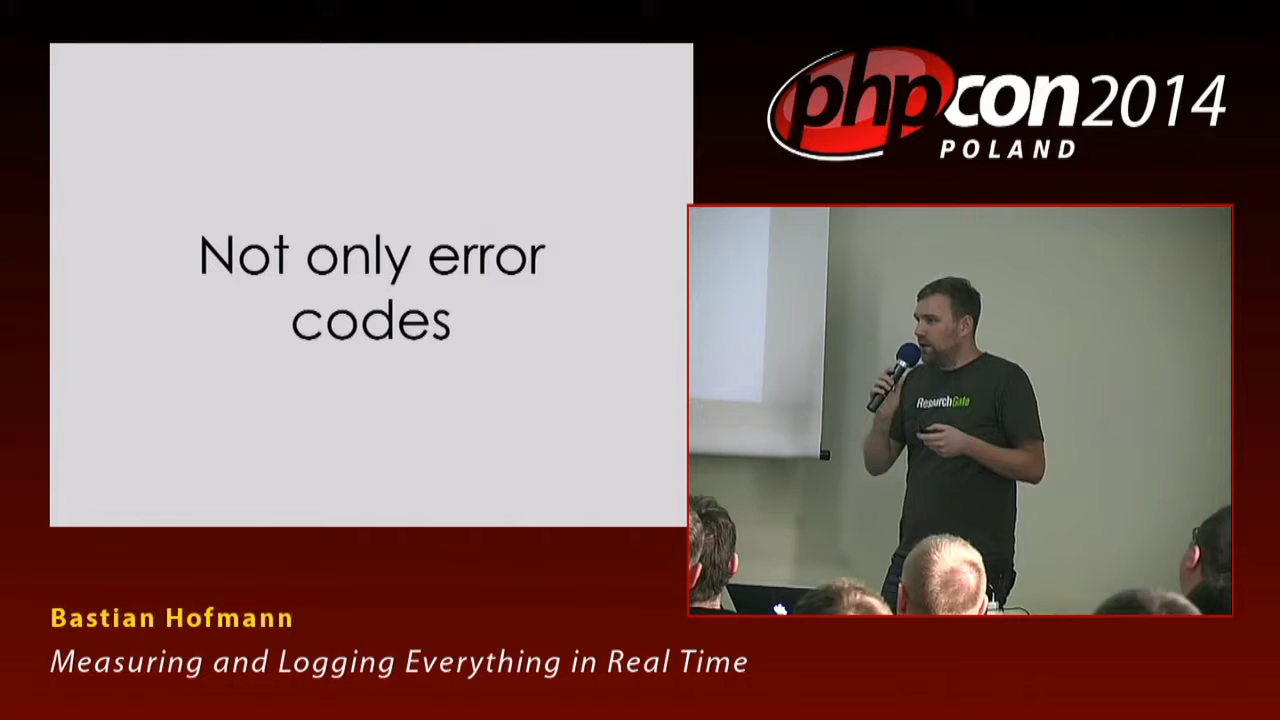 Not only error
codes
phpcon2014
POLAND
ResearchGate
Bastian Hofmann
Measuring and Logging Everything in Real Time